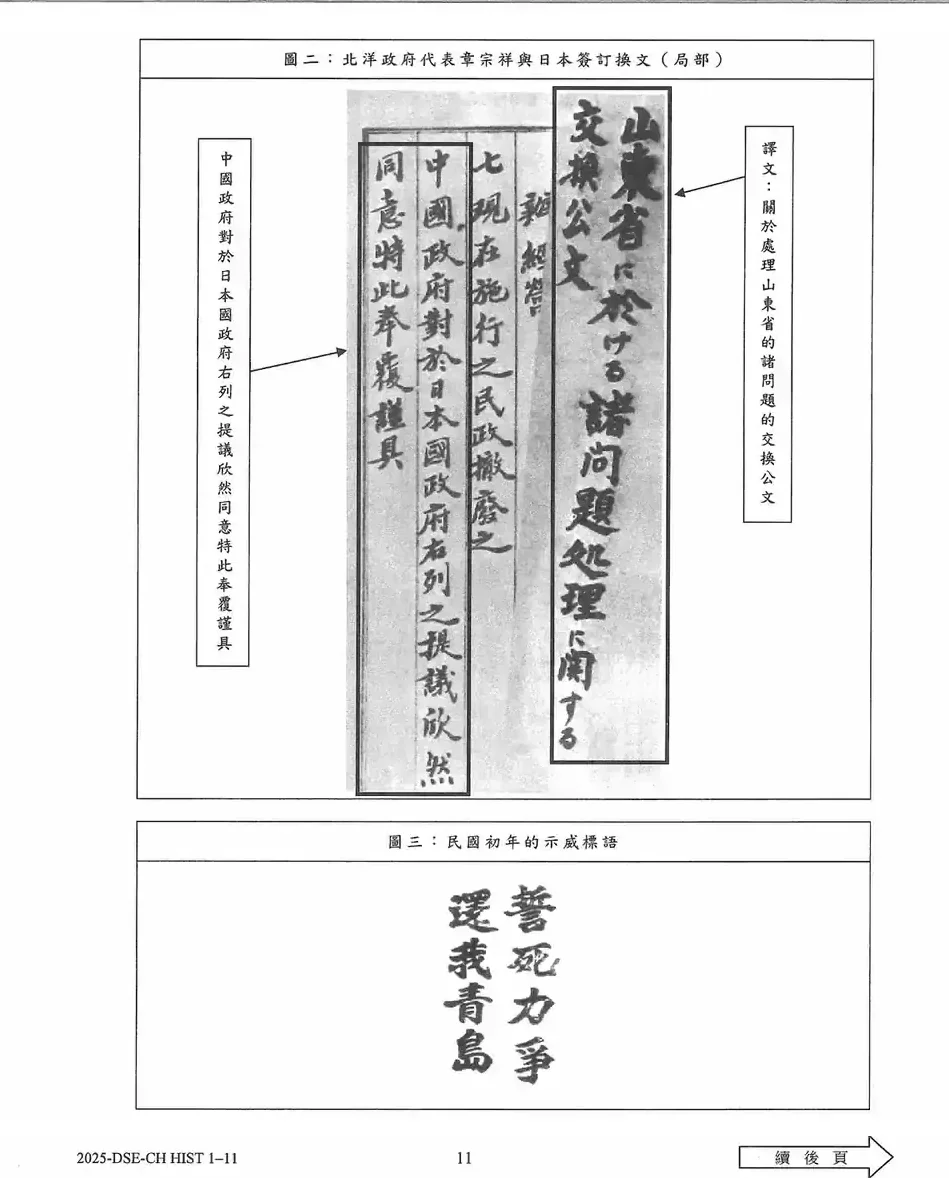 圖二：北洋政府代表章宗祥與日本簽訂換文（局部）
譯文：關於處理山東省的諸問題的交換公文
山東省に於ける諸問題処理に関する
交換公文
辦經營
七現在施行之民政撤廢之
中國政府對於日本國政府右列之提議欣然
同意特此奉覆謹具
中國政府對於日本國政府右列之提議欣然同意特此奉覆謹具
圖三：民國初年的示威標語
誓死力爭
還我青島
2025-DSE-CH HIST 1–11
11
續後頁